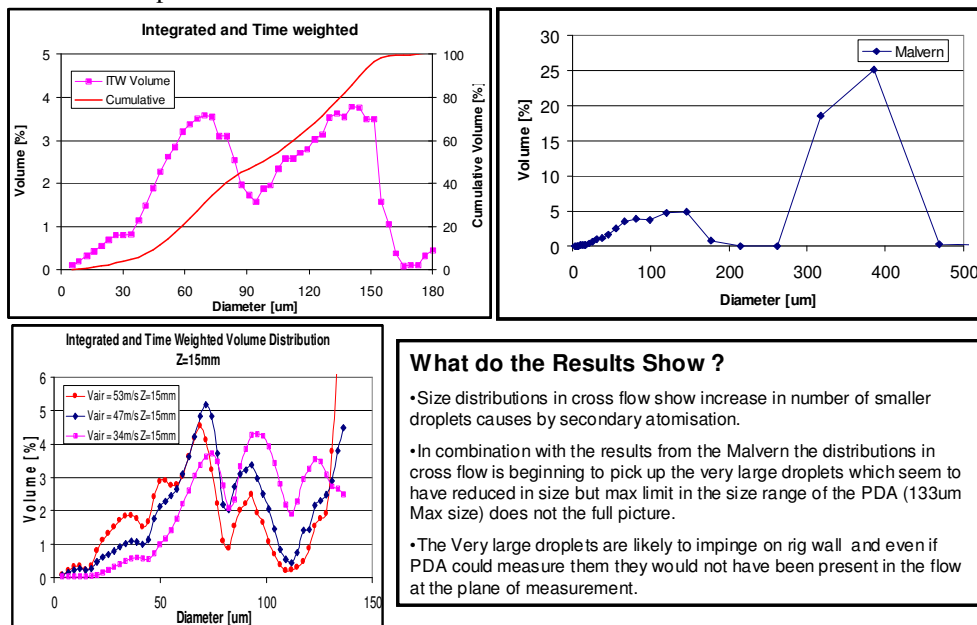 Integrated and Time weighted
5
4
3
2
1
0
Volume [%]
ITW Volume
Cumulative
100
80
60
40
20
0
Cumulative Volume [%]
0 30 60 90 120 150 180
Diameter [um]
30
25
20
15
10
5
0
Volume [%]
Malvern
0 100 200 300 400 500
Diameter [um]
Integrated and Time Weighted Volume Distribution
Z=15mm
6
5
4
3
2
1
0
Volume [%]
Vair = 53m/s Z=15mm
Vair = 47m/s Z=15mm
Vair = 34m/s Z=15mm
0 50 100 150
Diameter [um]
What do the Results Show ?
•Size distributions in cross flow show increase in number of smaller
droplets causes by secondary atomisation.
•In combination with the results from the Malvern the distributions in
cross flow is beginning to pick up the very large droplets which seem to
have reduced in size but max limit in the size range of the PDA (133um
Max size) does not the full picture.
•The Very large droplets are likely to impinge on rig wall and even if
PDA could measure them they would not have been present in the flow
at the plane of measurement.